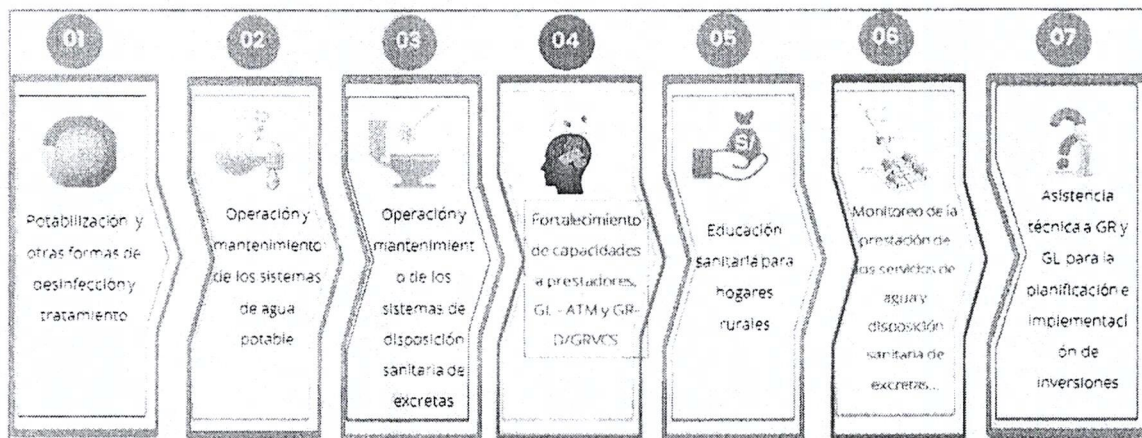 01
Potabilización y
otras formas de
desinfección y
tratamiento
02
Operación y
mantenimiento
de los sistemas
de agua
potable
03
Operación y
mantenimient
o de los
sistemas de
disposición
sanitaria de
excretas
04
Fortalecimiento
de capacidades
a prestadores,
GL - ATM y GR-
D/GRVCS
05
S/
Educación
sanitaria para
hogares
rurales
06
Monitoreo de la
prestación de
los servicios de
agua y
disposición
sanitaria de
excretas...
07
Asistencia
técnica a GR y
GL para la
planificación e
implementaci
ón de
inversiones